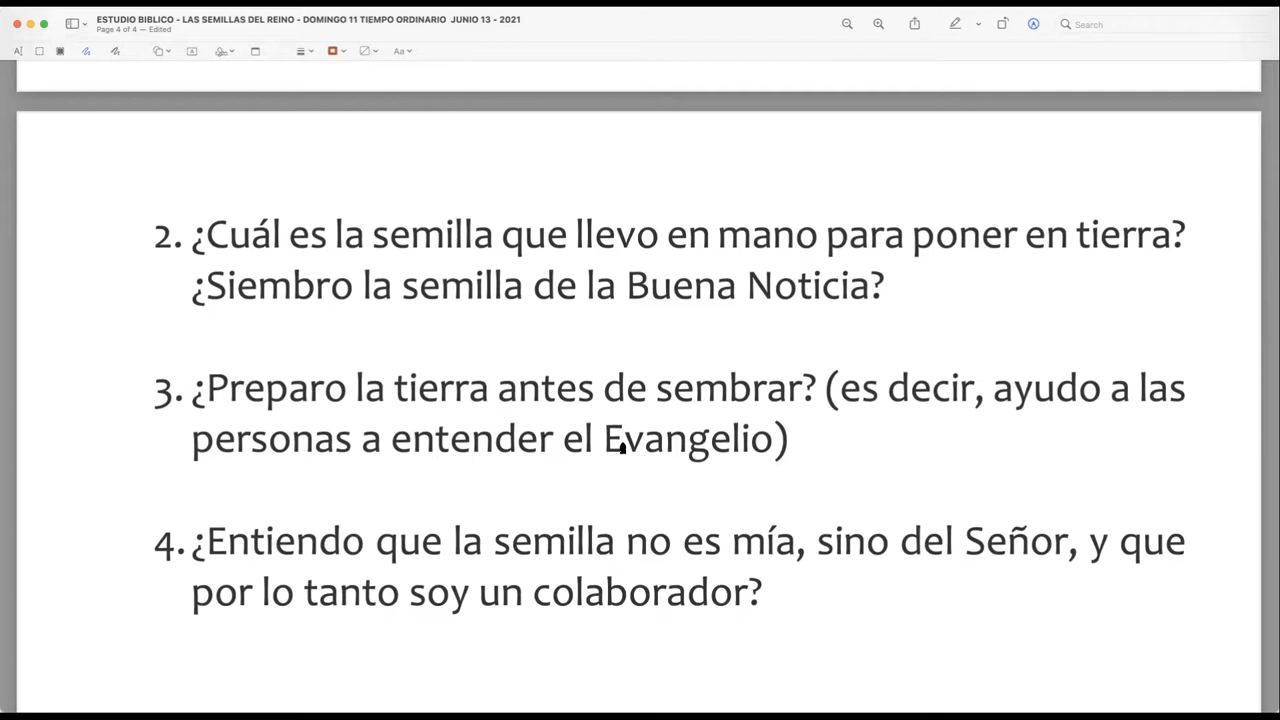 ESTUDIO BIBLICO - LAS SEMILLAS DEL REINO - DOMINGO 11 TIEMPO ORDINARIO JUNIO 13 - 2021
Page 4 of 4 — Edited
Search
Aa
2. ¿Cuál es la semilla que llevo en mano para poner en tierra?
¿Siembro la semilla de la Buena Noticia?
3. ¿Preparo la tierra antes de sembrar? (es decir, ayudo a las
personas a entender el Evangelio)
4. ¿Entiendo que la semilla no es mía, sino del Señor, y que
por lo tanto soy un colaborador?